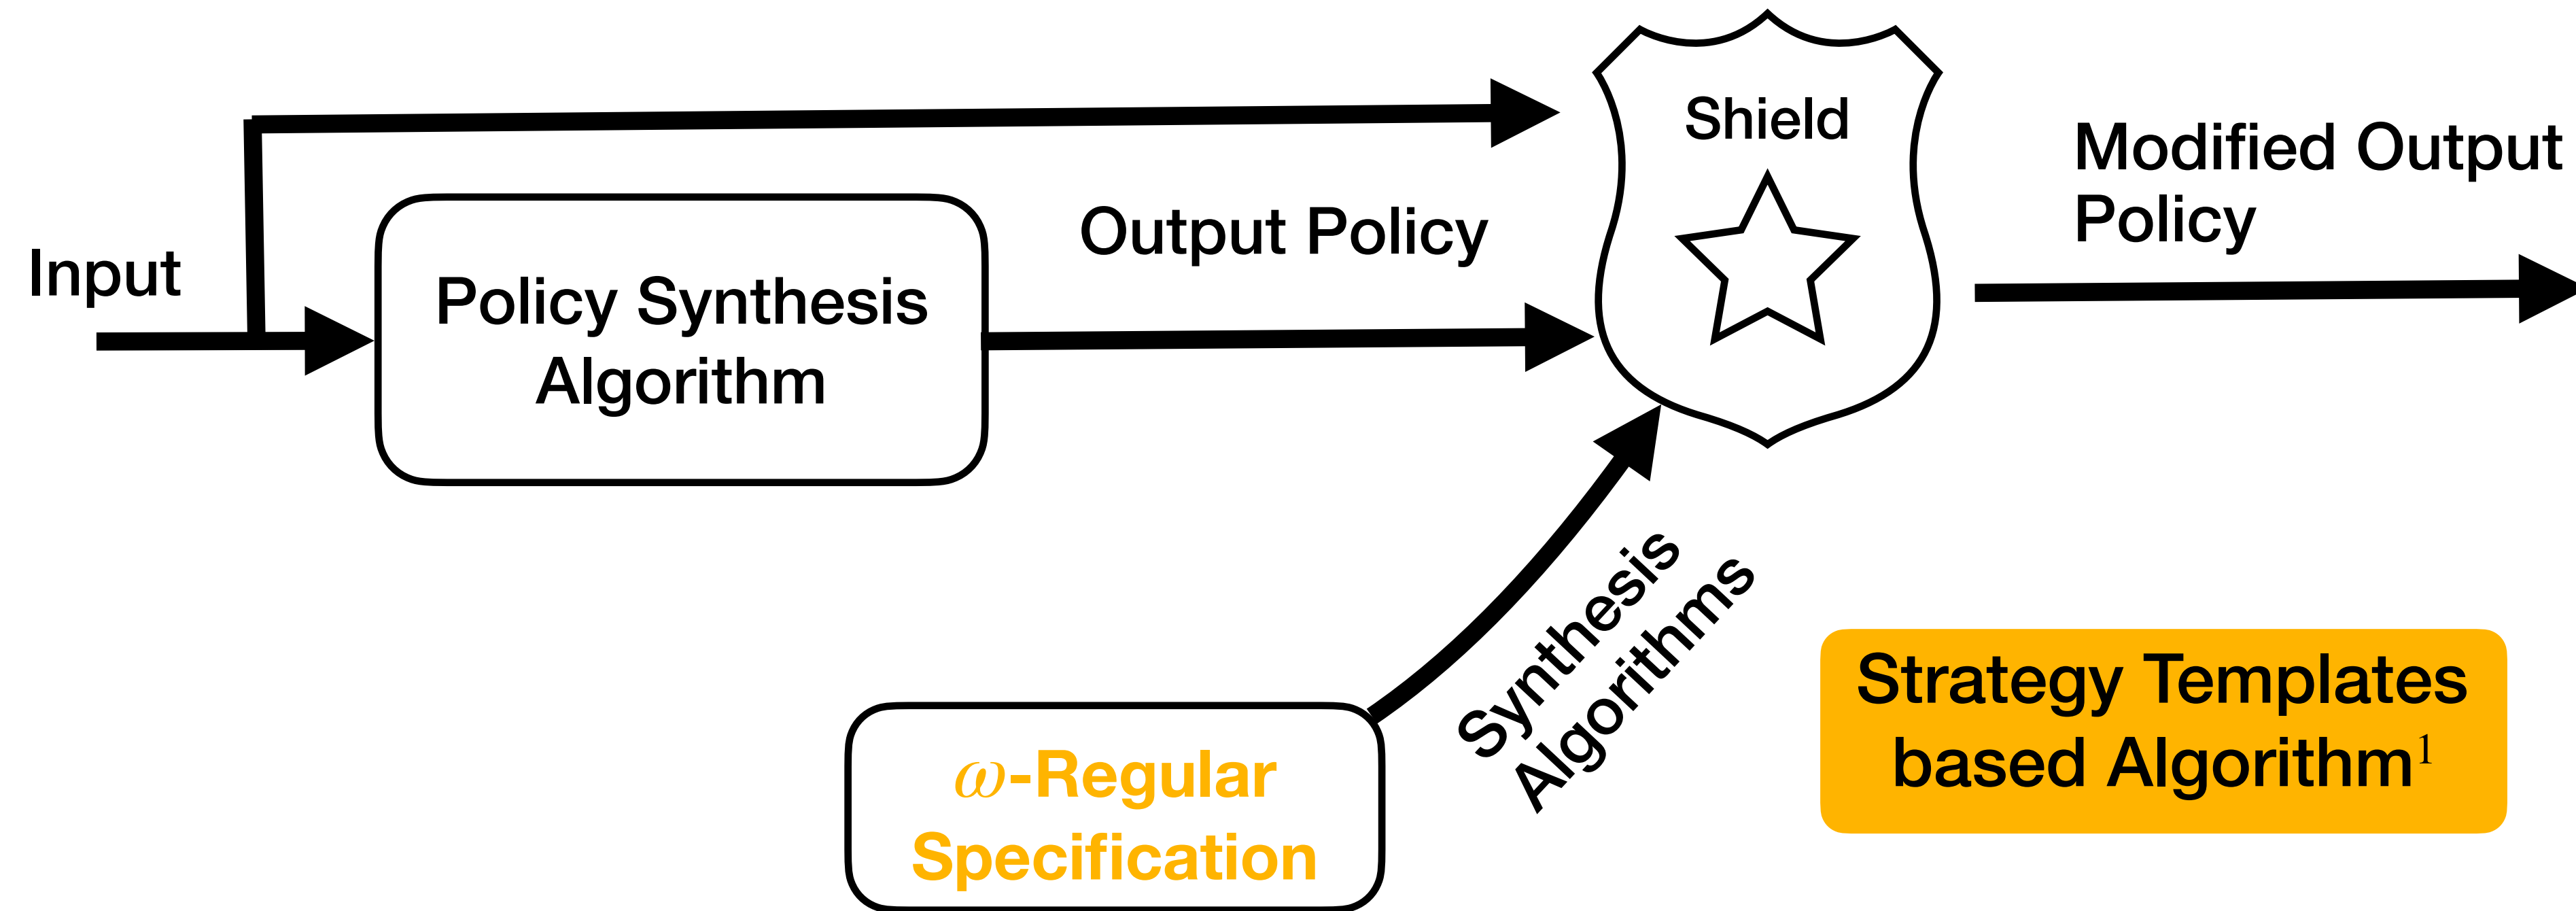 Shield
Modified Output
Policy
Output Policy
Input
Policy Synthesis
Algorithm
Synthesis
Algorithms
Strategy Templates
based Algorithm¹
ω-Regular
Specification